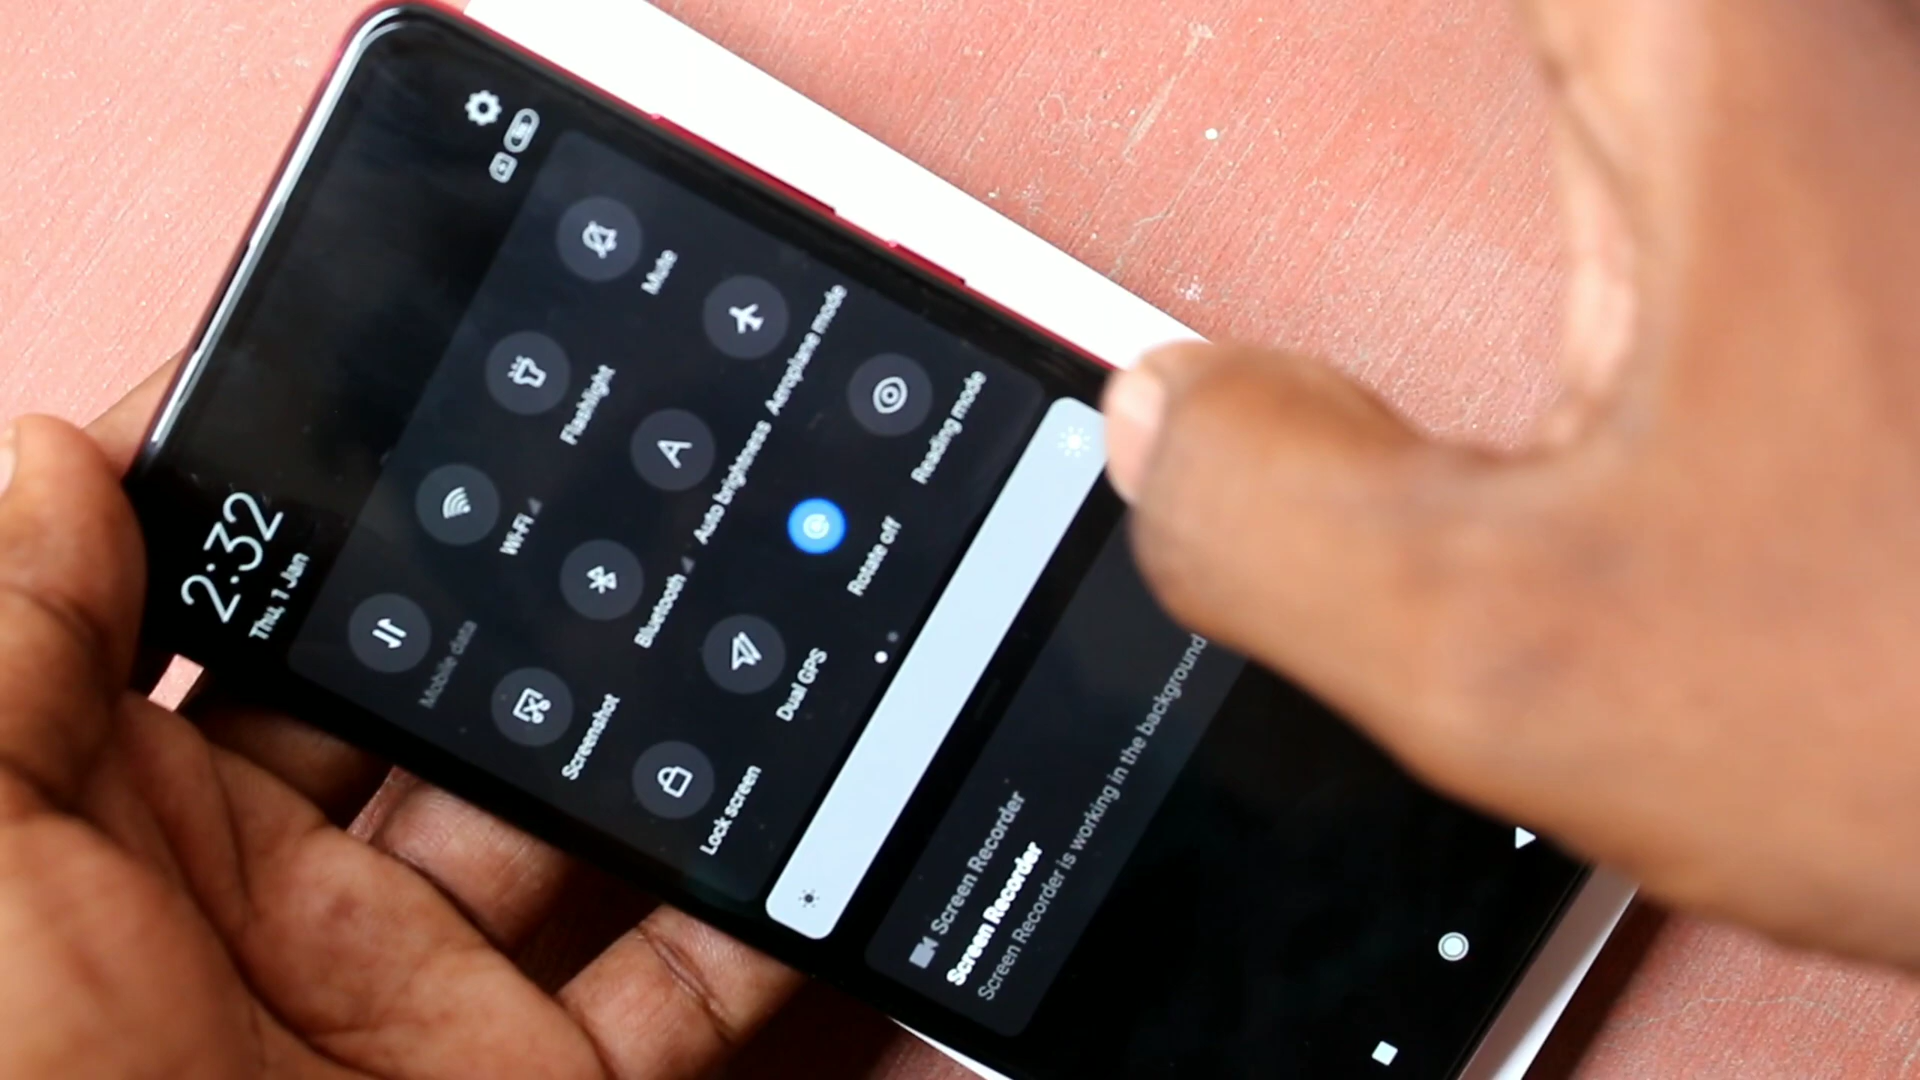 2:32
Thu, 1 Jan
Mobile data
Wi-Fi
Flashlight
Mute
Screenshot
Bluetooth
Auto brightness
Aeroplane mode
Lock screen
Dual GPS
Rotate off
Reading mode
Screen Recorder
Screen Recorder
Screen Recorder is working in the background